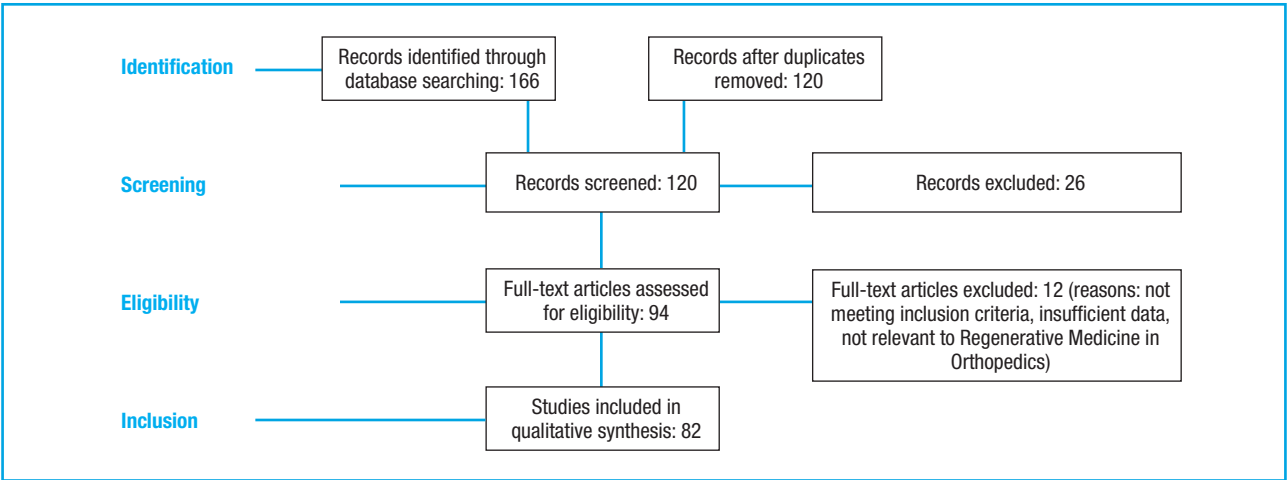 Identification
Records identified through
database searching: 166
Records after duplicates
removed: 120
Screening
Records screened: 120
Records excluded: 26
Eligibility
Full-text articles assessed
for eligibility: 94
Full-text articles excluded: 12 (reasons: not
meeting inclusion criteria, insufficient data,
not relevant to Regenerative Medicine in
Orthopedics)
Inclusion
Studies included in
qualitative synthesis: 82